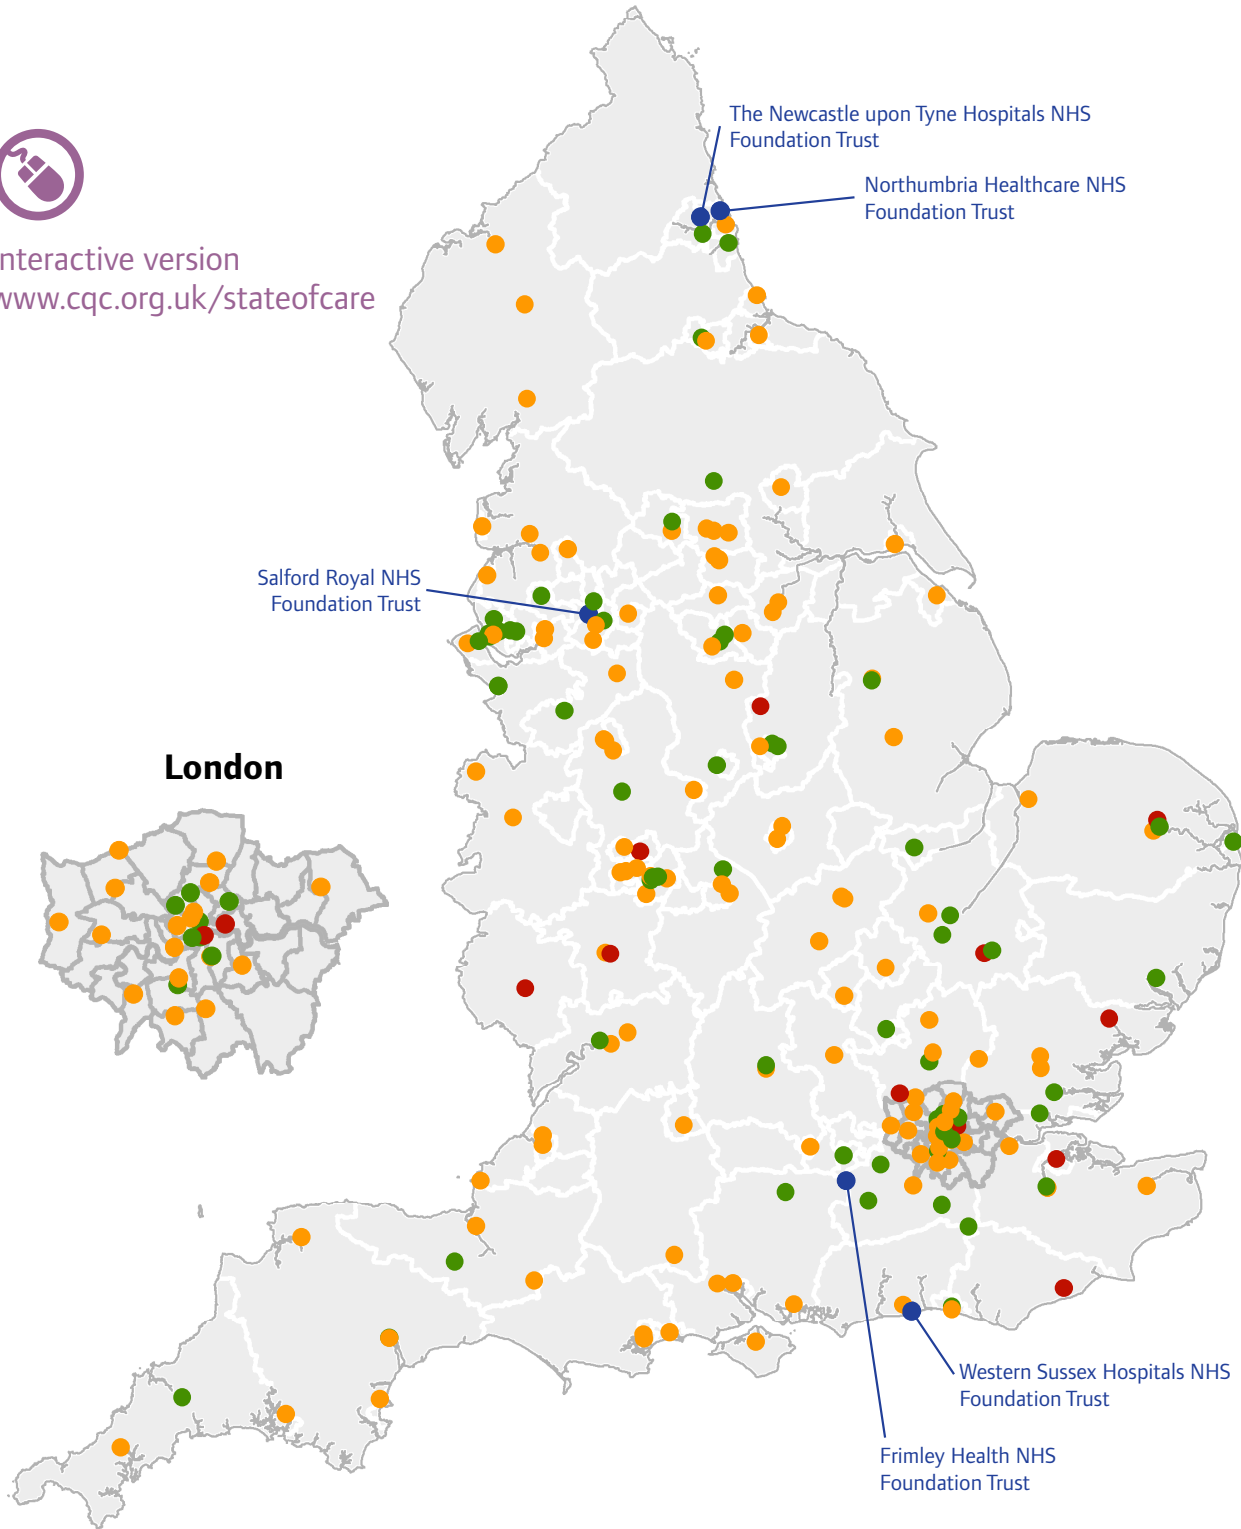 The Newcastle upon Tyne Hospitals NHS
Foundation Trust
Northumbria Healthcare NHS
Foundation Trust
nteractive version
www.cqc.org.uk/stateofcare
Salford Royal NHS
Foundation Trust
London
Western Sussex Hospitals NHS
Foundation Trust
Frimley Health NHS
Foundation Trust